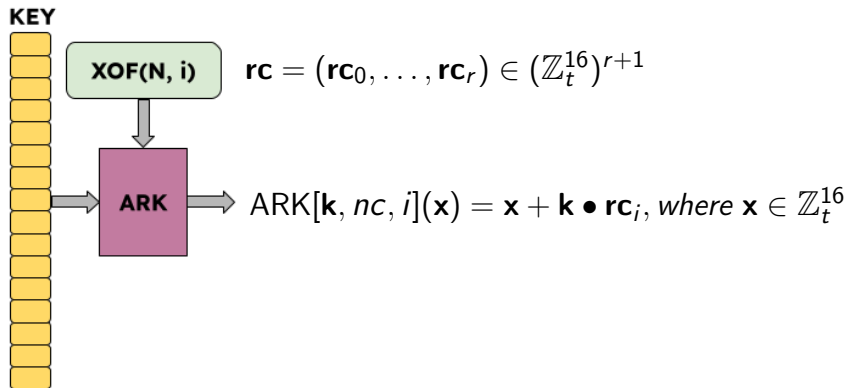 KEY
XOF(N, i)
rc = (rc₀, . . . , rcᵣ) ∈ (ℤₜ¹⁶)ʳ⁺¹
ARK
ARK[k, nc, i](x) = x + k • rcᵢ, where x ∈ ℤₜ¹⁶